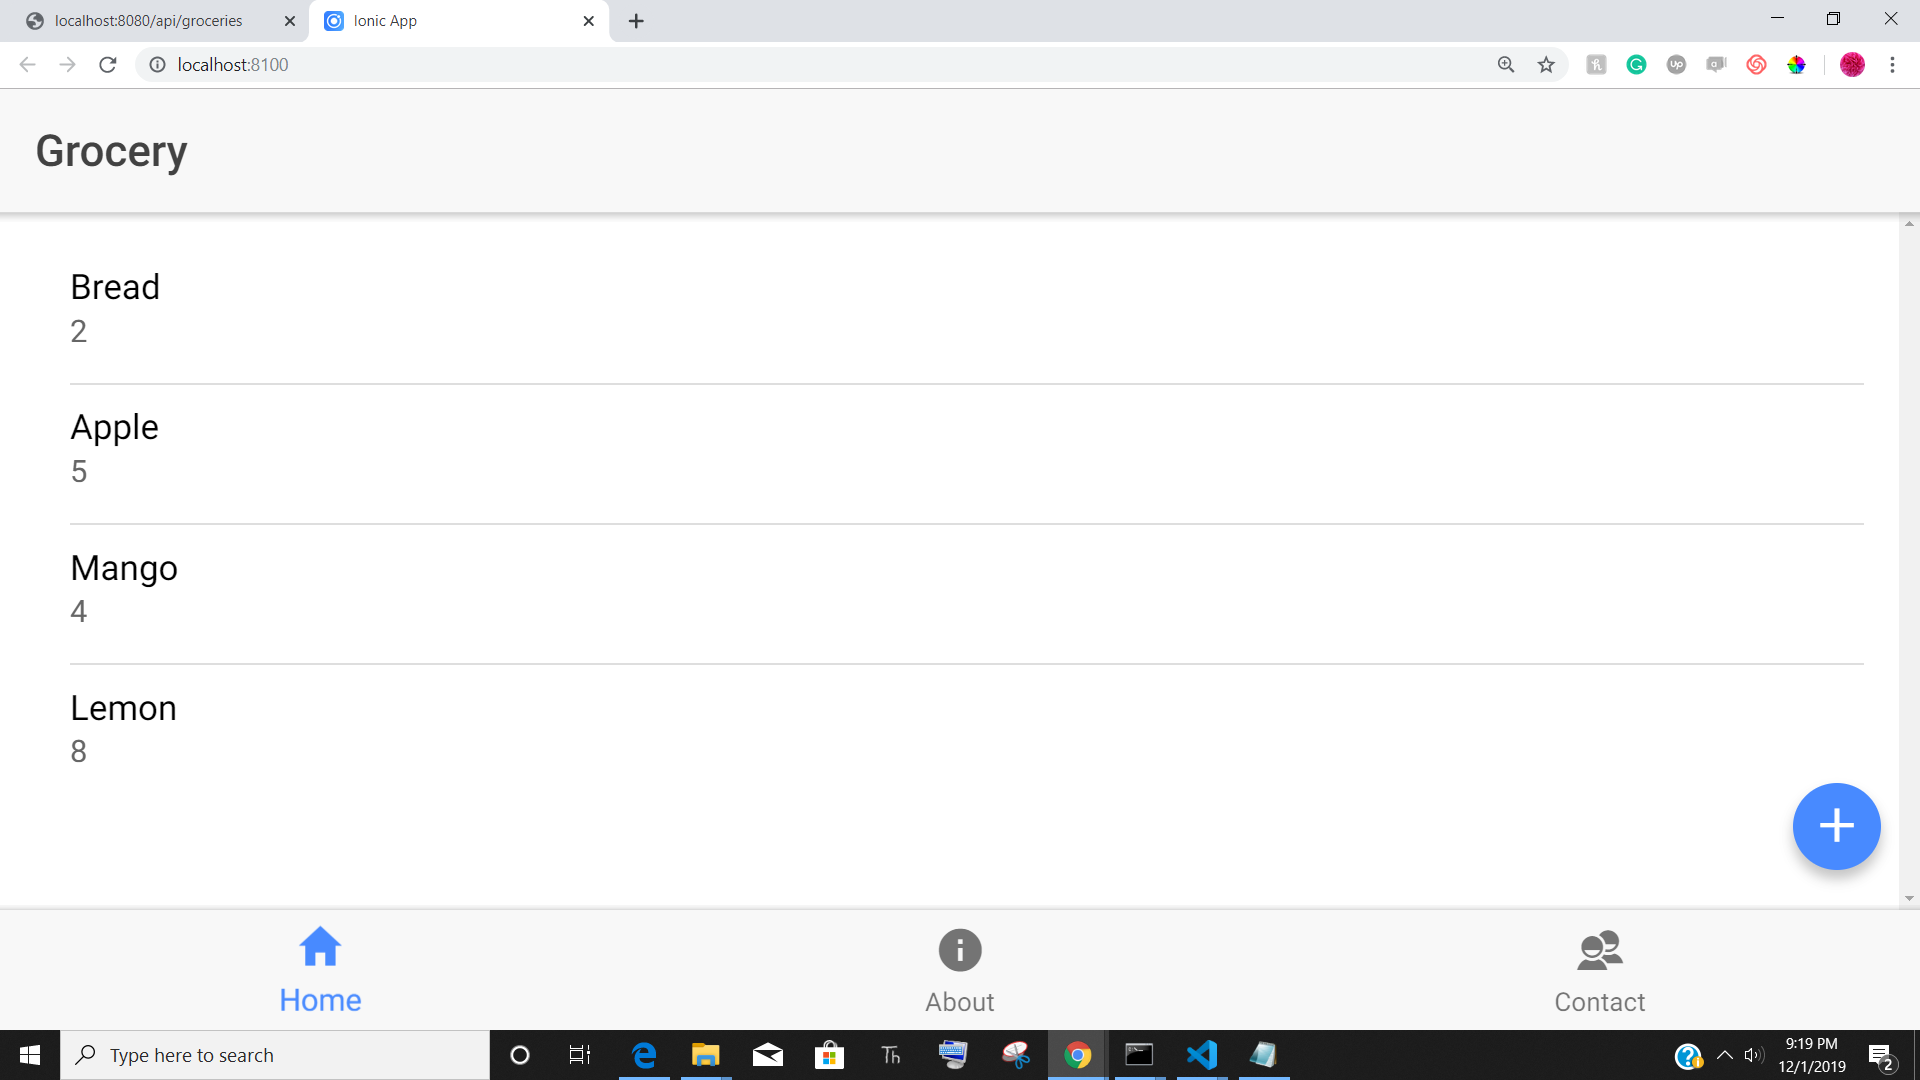 localhost:8080/api/groceries
Ionic App
localhost:8100
Grocery
Bread
2
Apple
5
Mango
4
Lemon
8
Home
About
Contact
Type here to search
Th
9:19 PM
12/1/2019
2